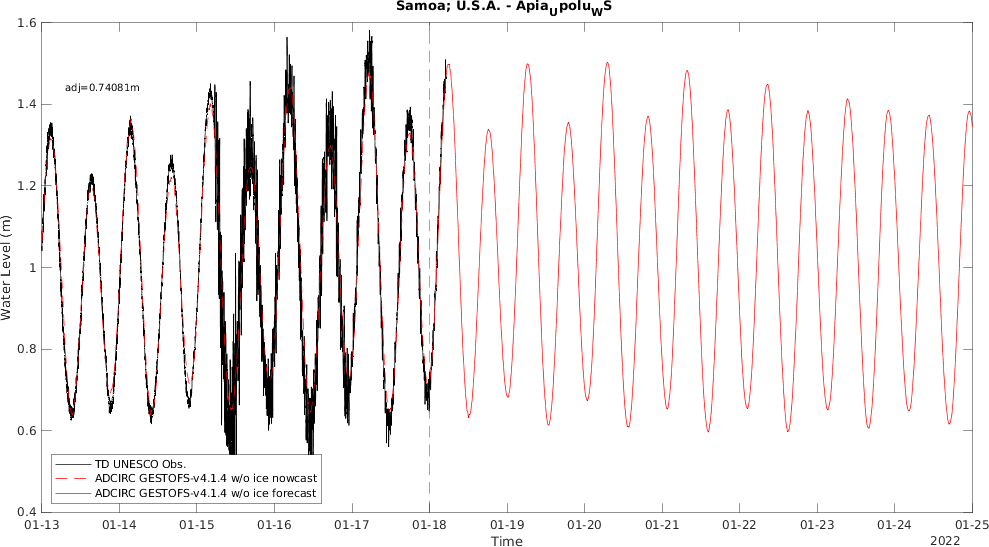 Samoa; U.S.A. - ApiaUpoluWS
1.6
adj=0.74081m
1.4
1.2
1
0.8
0.6
0.4
Water Level (m)
TD UNESCO Obs.
ADCIRC GESTOFS-v4.1.4 w/o ice nowcast
ADCIRC GESTOFS-v4.1.4 w/o ice forecast
01-13 01-14 01-15 01-16 01-17 01-18 01-19 01-20 01-21 01-22 01-23 01-24 01-25
Time
2022